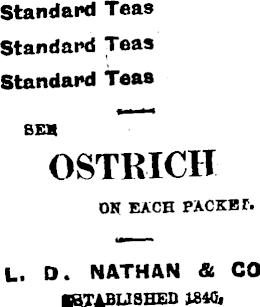 Standard Teas
Standard Teas
Standard Teas
SEE
OSTRICH
ON EACH PACKET.
L. D. NATHAN & CO
ESTABLISHED 1840,